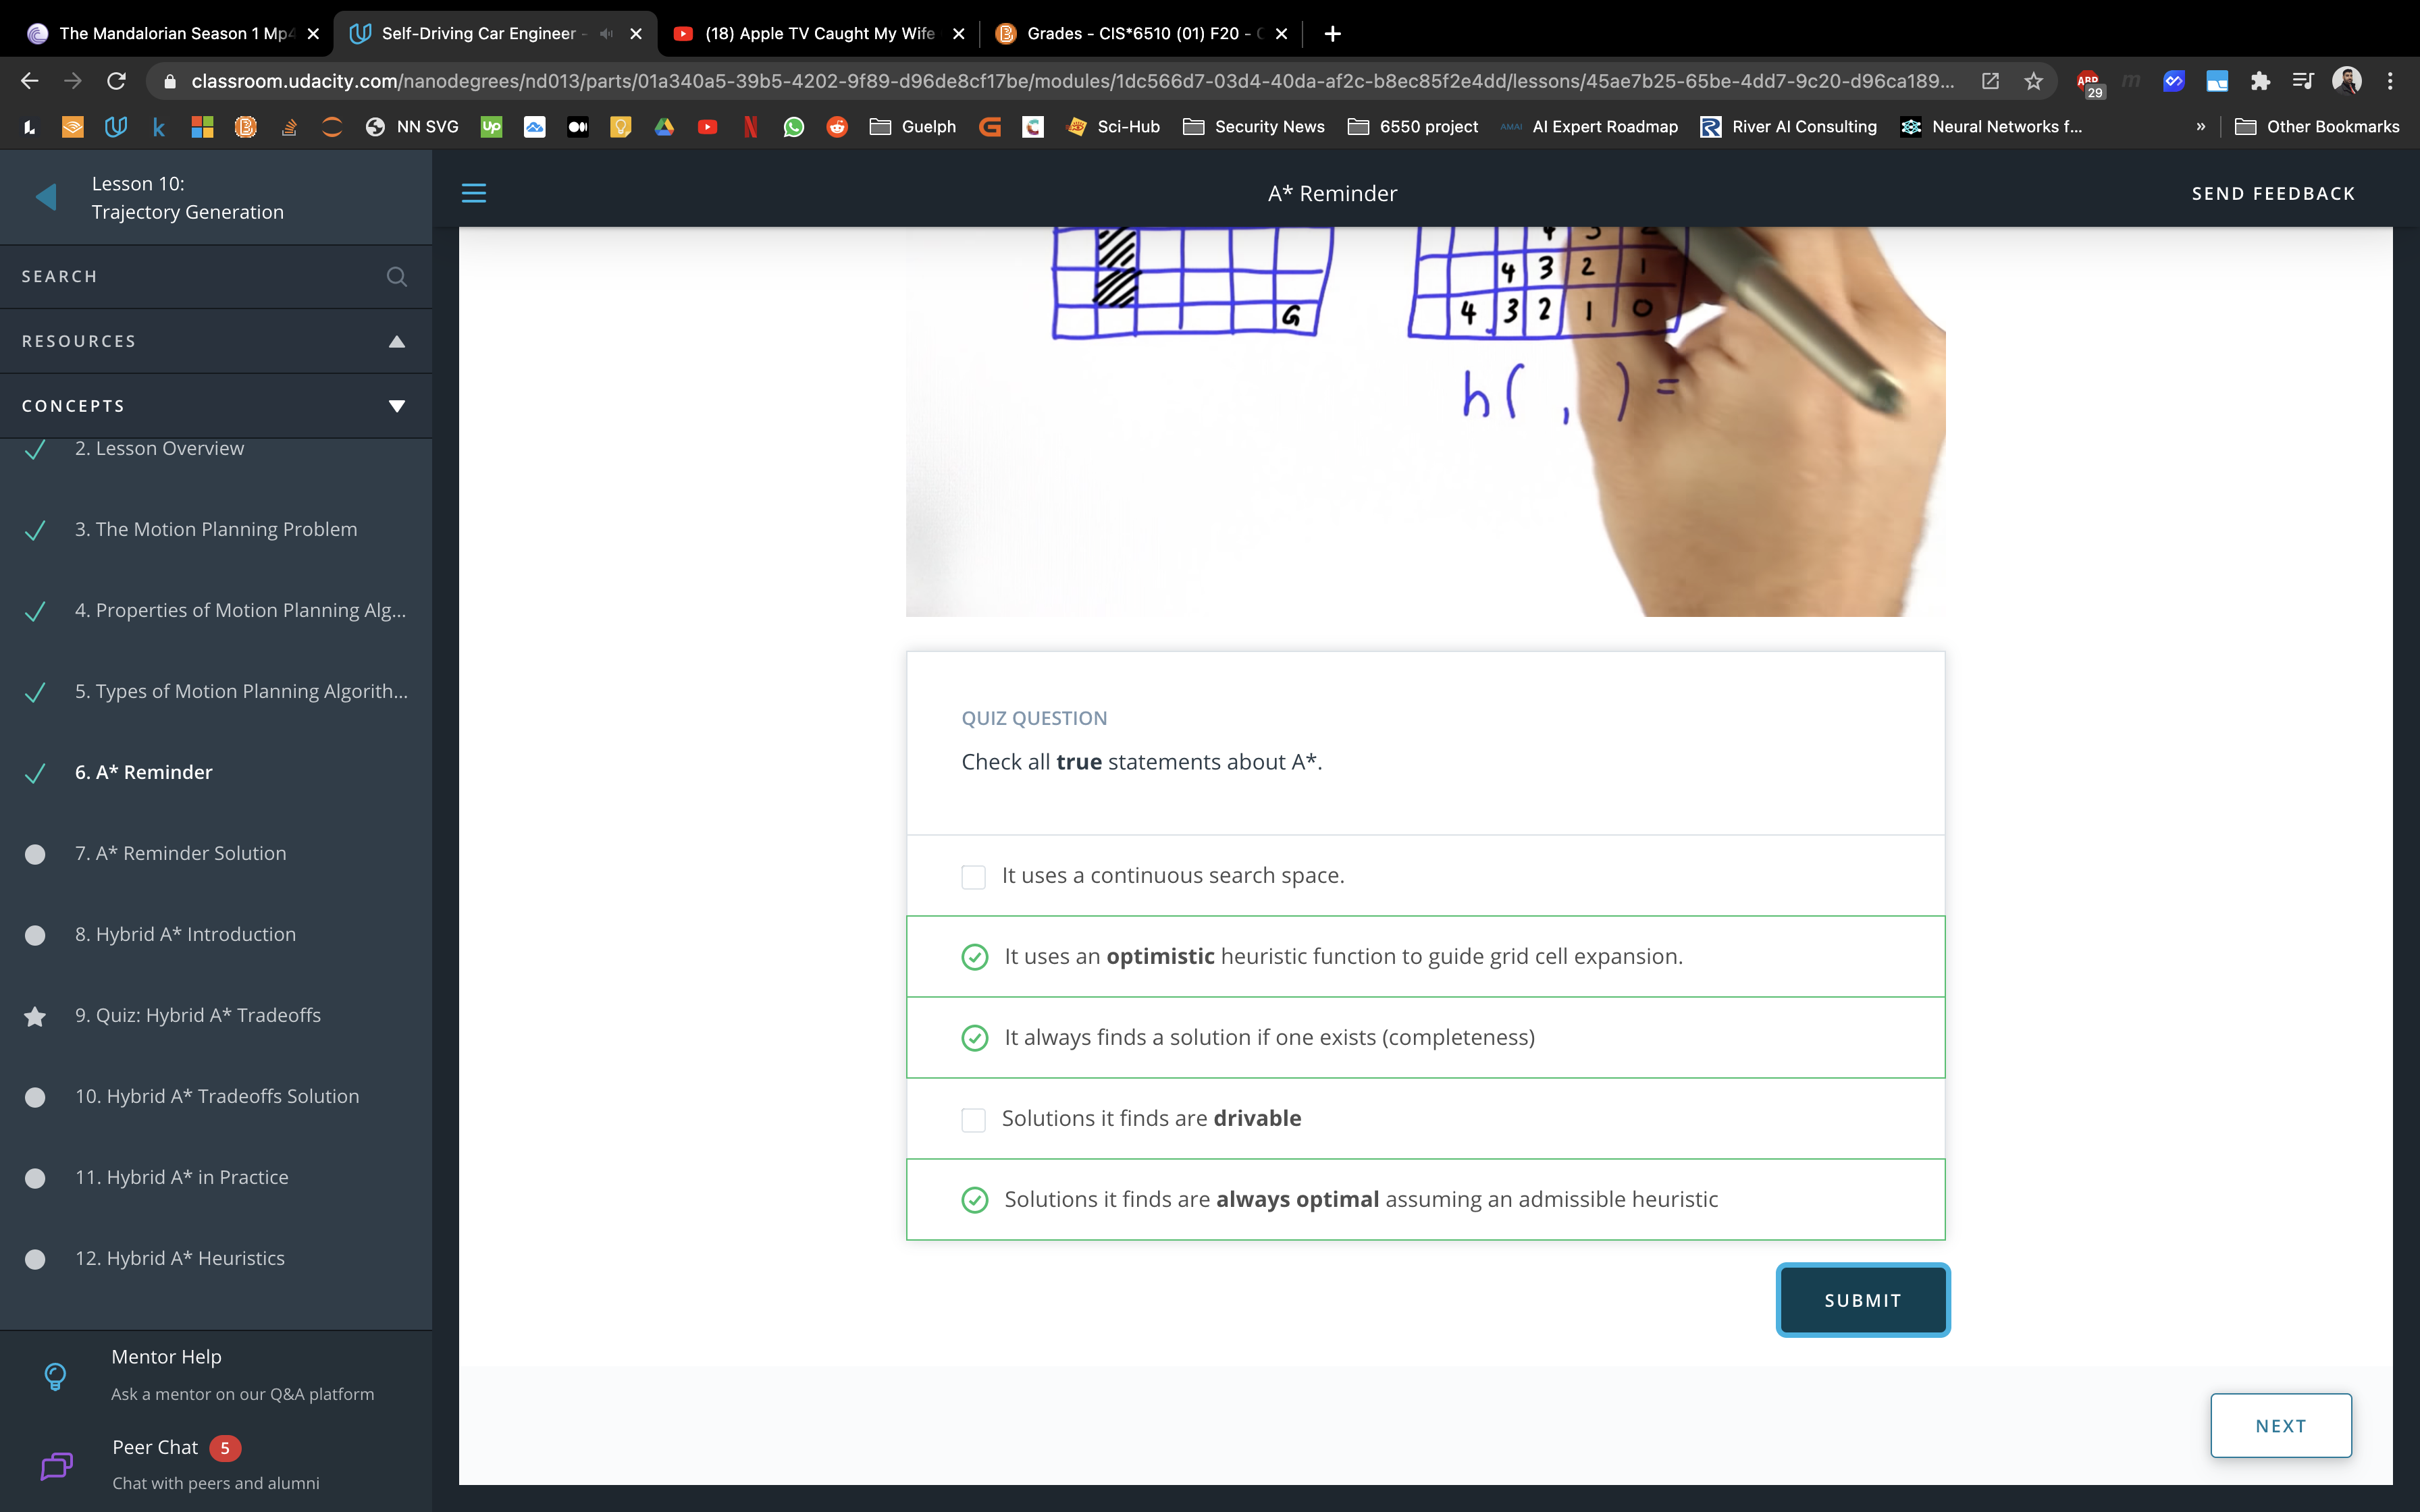 The Mandalorian Season 1 Mp4
Self-Driving Car Engineer -
(18) Apple TV Caught My Wife
Grades - CIS*6510 (01) F20 -
classroom.udacity.com/nanodegrees/nd013/parts/01a340a5-39b5-4202-9f89-d96de8cf17be/modules/1dc566d7-03d4-40da-af2c-b8ec85f2e4dd/lessons/45ae7b25-65be-4dd7-9c20-d96ca189...
ABP
29
NN SVG
Up
Guelph
Sci-Hub
Security News
6550 project
AMAI
AI Expert Roadmap
River AI Consulting
Neural Networks f...
»
Other Bookmarks
Lesson 10:
Trajectory Generation
A* Reminder
SEND FEEDBACK
SEARCH
RESOURCES
CONCEPTS
2. Lesson Overview
3. The Motion Planning Problem
4. Properties of Motion Planning Alg...
5. Types of Motion Planning Algorith...
6. A* Reminder
7. A* Reminder Solution
8. Hybrid A* Introduction
9. Quiz: Hybrid A* Tradeoffs
10. Hybrid A* Tradeoffs Solution
11. Hybrid A* in Practice
12. Hybrid A* Heuristics
Mentor Help
Ask a mentor on our Q&A platform
Peer Chat 5
Chat with peers and alumni
4 3 2
4 3 2 1
G
4 3 2 1 0
h( , ) =
QUIZ QUESTION
Check all true statements about A*.
It uses a continuous search space.
It uses an optimistic heuristic function to guide grid cell expansion.
It always finds a solution if one exists (completeness)
Solutions it finds are drivable
Solutions it finds are always optimal assuming an admissible heuristic
SUBMIT
NEXT